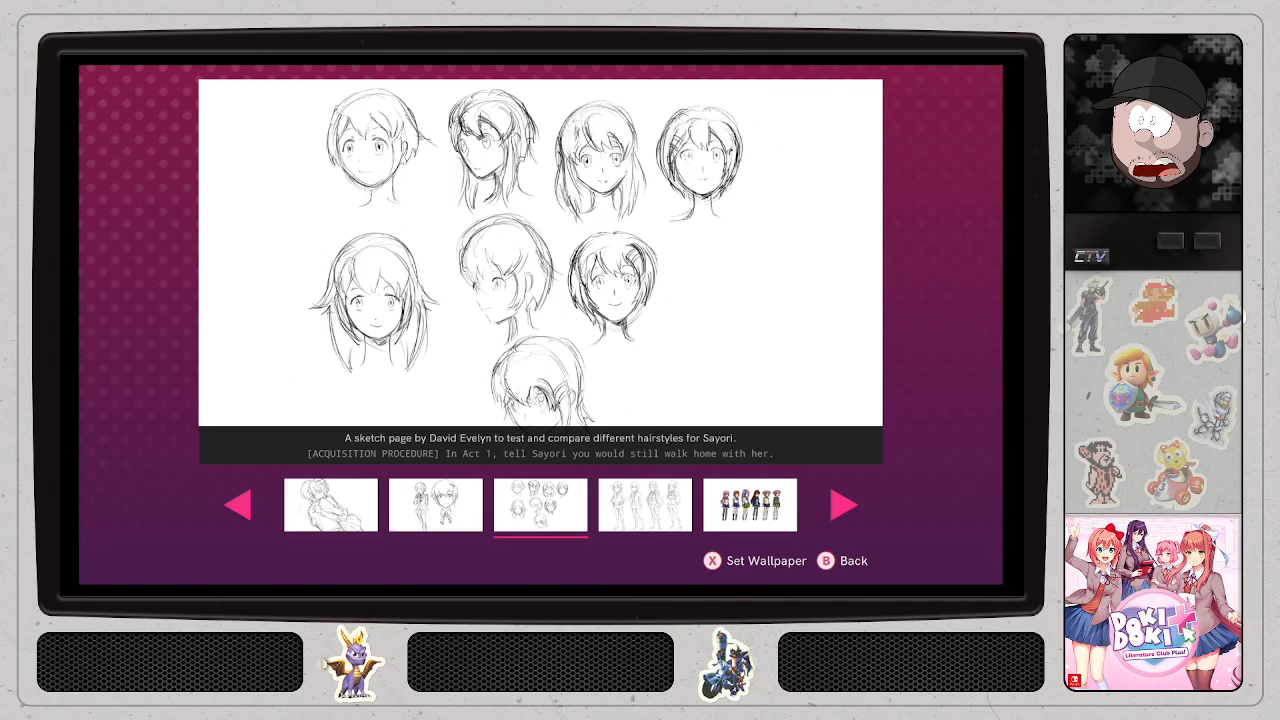 CTV
A sketch page by David Evelyn to test and compare different hairstyles for Sayori.
[ACQUISITION PROCEDURE] In Act 1, tell Sayori you would still walk home with her.
X Set Wallpaper B Back
DOKI
DOKI
Literature Club Plus!